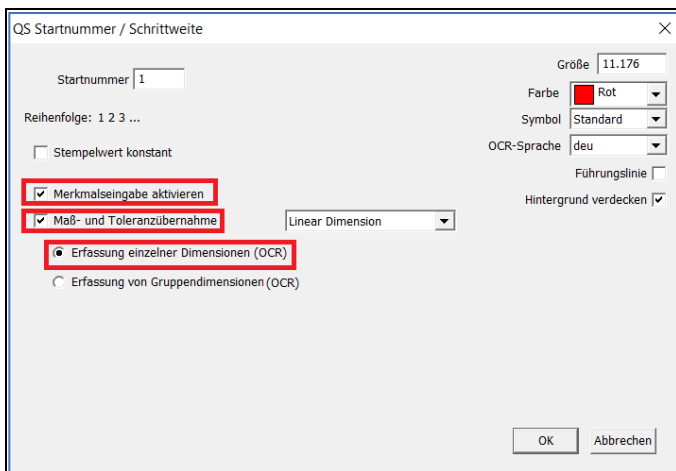 QS Startnummer / Schrittweite
Startnummer 1
Größe 11.176
Farbe Rot
Reihenfolge: 1 2 3 ...
Symbol Standard
Stempelwert konstant
OCR-Sprache deu
Führungslinie
Merkmalseingabe aktivieren
Hintergrund verdecken
Maß- und Toleranzübernahme Linear Dimension
Erfassung einzelner Dimensionen (OCR)
Erfassung von Gruppendimensionen (OCR)
OK Abbrechen